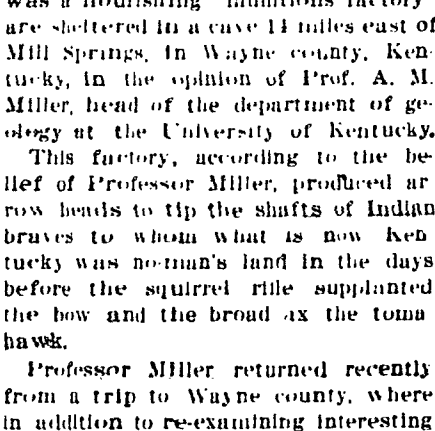 was a flourishing "munitions factory"
are sheltered in a cave 11 miles east of
Mill Springs, in Wayne county, Ken-
tucky, in the opinion of Prof. A. M.
Miller, head of the department of ge-
ology at the University of Kentucky.
This factory, according to the be-
lief of Professor Miller, produced ar
row heads to tip the shafts of Indian
braves to whom what is now Ken
tucky was no-man's land in the days
before the squirrel rifle supplanted
the bow and the broad ax the toma
hawk.
Professor Miller returned recently
from a trip to Wayne county, where
in addition to re-examining interesting